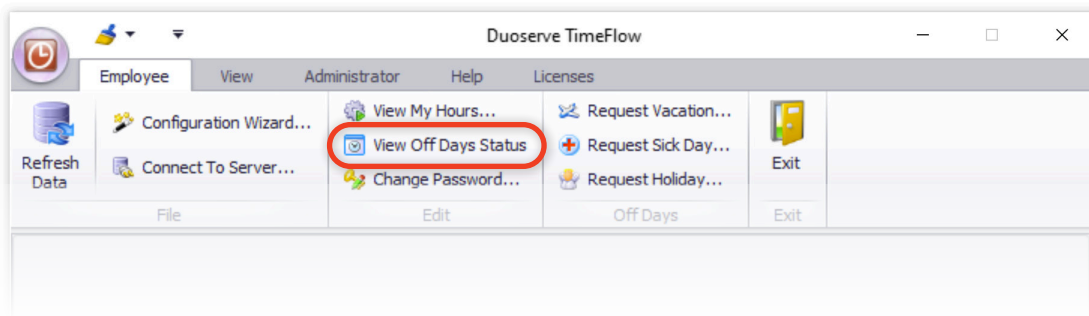 Duoserve TimeFlow
Employee View Administrator Help Licenses
Refresh
Data
Configuration Wizard...
Connect To Server...
File
View My Hours...
View Off Days Status
Change Password...
Edit
Request Vacation...
Request Sick Day...
Request Holiday...
Off Days
Exit
Exit